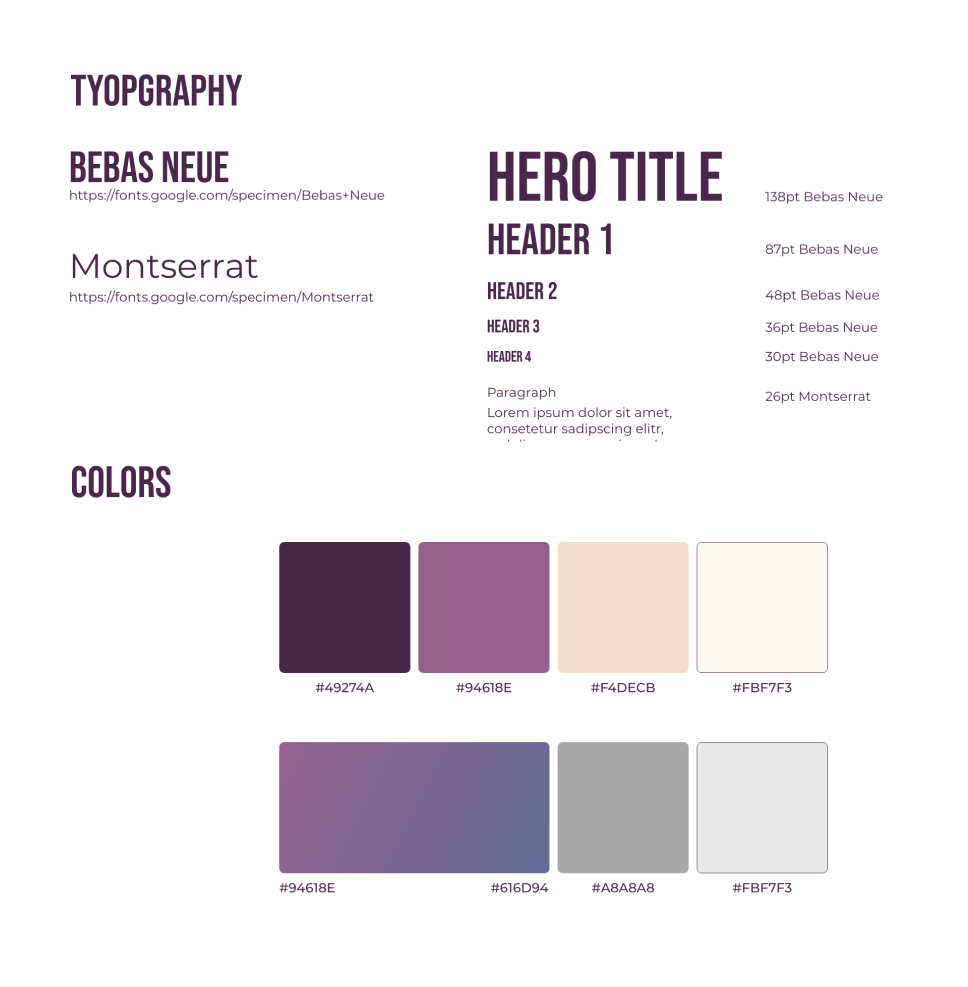 TYOPGRAPHY
BEBAS NEUE
https://fonts.google.com/specimen/Bebas+Neue
Montserrat
https://fonts.google.com/specimen/Montserrat
HERO TITLE
138pt Bebas Neue
HEADER 1
87pt Bebas Neue
HEADER 2
48pt Bebas Neue
HEADER 3
36pt Bebas Neue
HEADER 4
30pt Bebas Neue
Paragraph
26pt Montserrat
Lorem ipsum dolor sit amet,
consetetur sadipscing elitr,
COLORS
#49274A
#94618E
#F4DECB
#FBF7F3
#94618E
#616D94
#A8A8A8
#FBF7F3